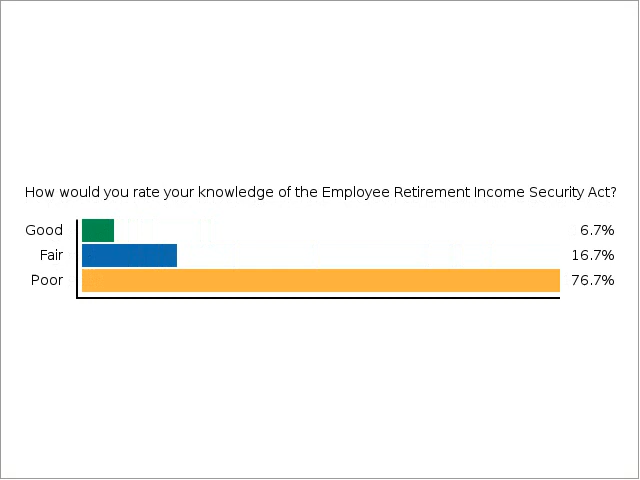 How would you rate your knowledge of the Employee Retirement Income Security Act?
Good 6.7%
Fair 16.7%
Poor 76.7%